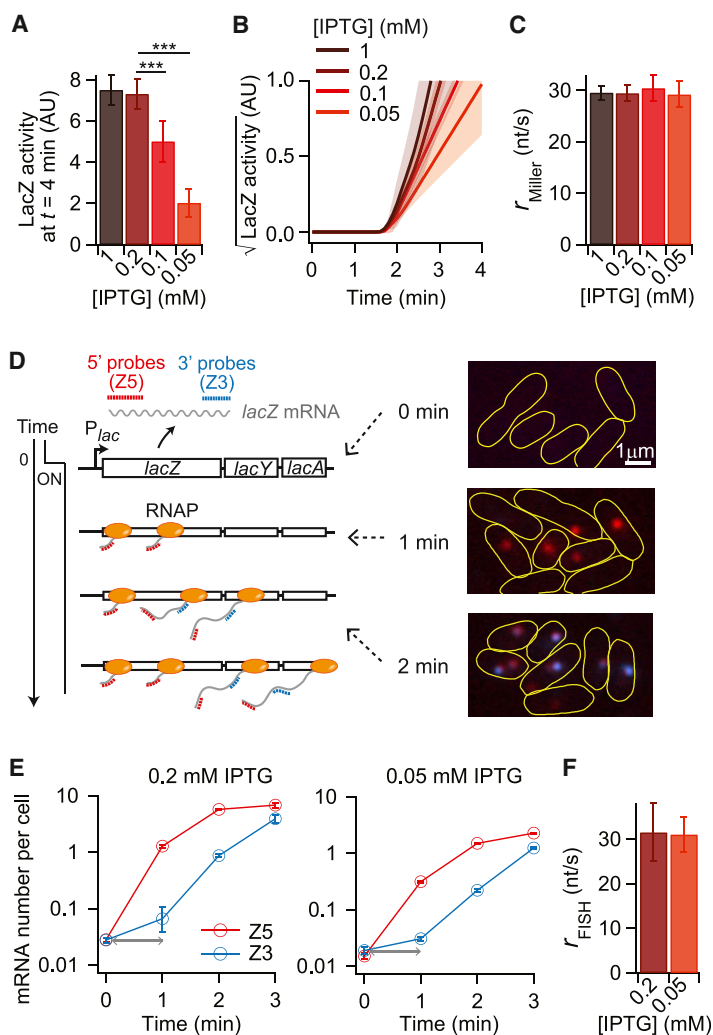 A
LacZ activity
at t = 4 min (AU)
8
6
4
2
0
***
***
1
0.2
0.1
0.05
[IPTG] (mM)
B
[IPTG] (mM)
1
0.2
0.1
0.05
√LacZ activity (AU)
1.0
0.5
0.0
0
1
2
3
4
Time (min)
C
rMiller (nt/s)
30
20
10
0
1
0.2
0.1
0.05
[IPTG] (mM)
D
5' probes
(Z5)
3' probes
(Z3)
lacZ mRNA
Time
0
ON
Plac
lacZ
lacY
lacA
RNAP
0 min
1 min
2 min
1μm
E
mRNA number per cell
0.2 mM IPTG
10
1
0.1
0.01
Z5
Z3
0
1
2
3
Time (min)
0.05 mM IPTG
10
1
0.1
0.01
0
1
2
3
Time (min)
F
rFISH (nt/s)
30
20
10
0
0.2
0.05
[IPTG] (mM)